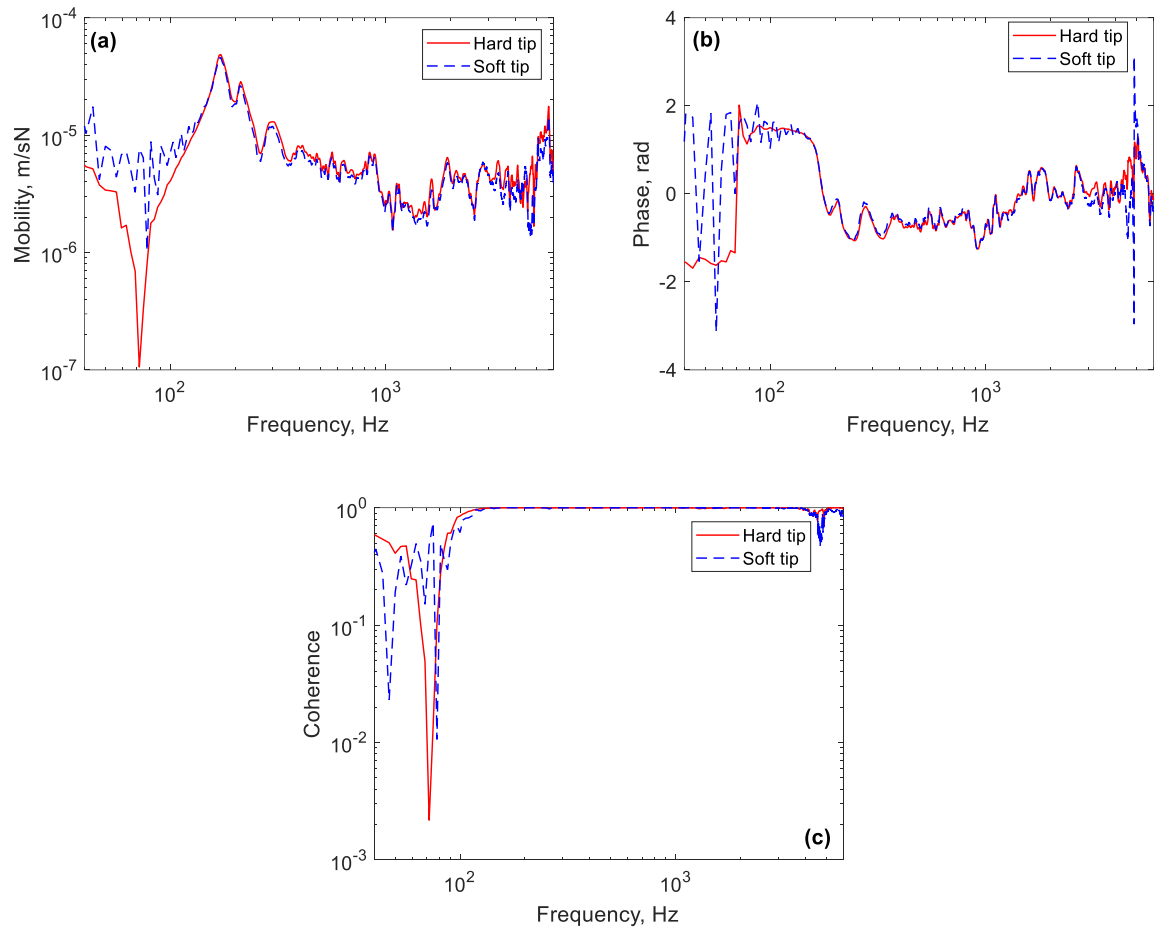 (a)
Hard tip
Soft tip
10^-4
10^-5
10^-6
10^-7
Mobility, m/sN
10^2
10^3
Frequency, Hz
(b)
Hard tip
Soft tip
4
2
0
-2
-4
Phase, rad
10^2
10^3
Frequency, Hz
Hard tip
Soft tip
10^0
10^-1
10^-2
10^-3
Coherence
(c)
10^2
10^3
Frequency, Hz